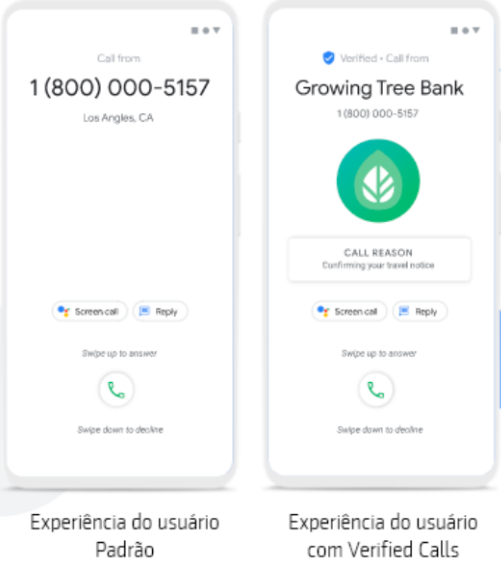 Call from
1 (800) 000-5157
Los Angles, CA
Screen call
Reply
Swipe up to answer
Swipe down to decline
Experiência do usuário
Padrão
Verified • Call from
Growing Tree Bank
1 (800) 000-5157
CALL REASON
Confirming your travel notice
Screen call
Reply
Swipe up to answer
Swipe down to decline
Experiência do usuário
com Verified Calls